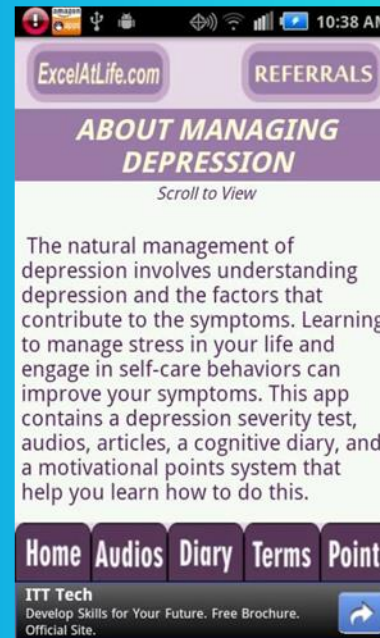 amazon
apps
10:38 AM
ExcelAtLife.com
REFERRALS
ABOUT MANAGING
DEPRESSION
Scroll to View
The natural management of
depression involves understanding
depression and the factors that
contribute to the symptoms. Learning
to manage stress in your life and
engage in self-care behaviors can
improve your symptoms. This app
contains a depression severity test,
audios, articles, a cognitive diary, and
a motivational points system that
help you learn how to do this.
Home Audios Diary Terms Point
ITT Tech
Develop Skills for Your Future. Free Brochure.
Official Site.